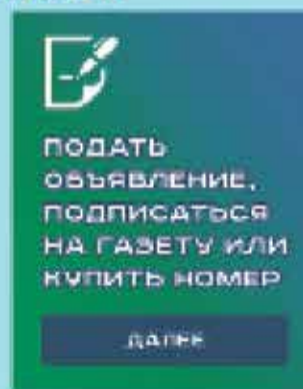 ПОДАТЬ
ОБЪЯВЛЕНИЕ,
ПОДПИСАТЬСЯ
НА ГАЗЕТУ ИЛИ
КУПИТЬ НОМЕР
ДАЛЕЕ